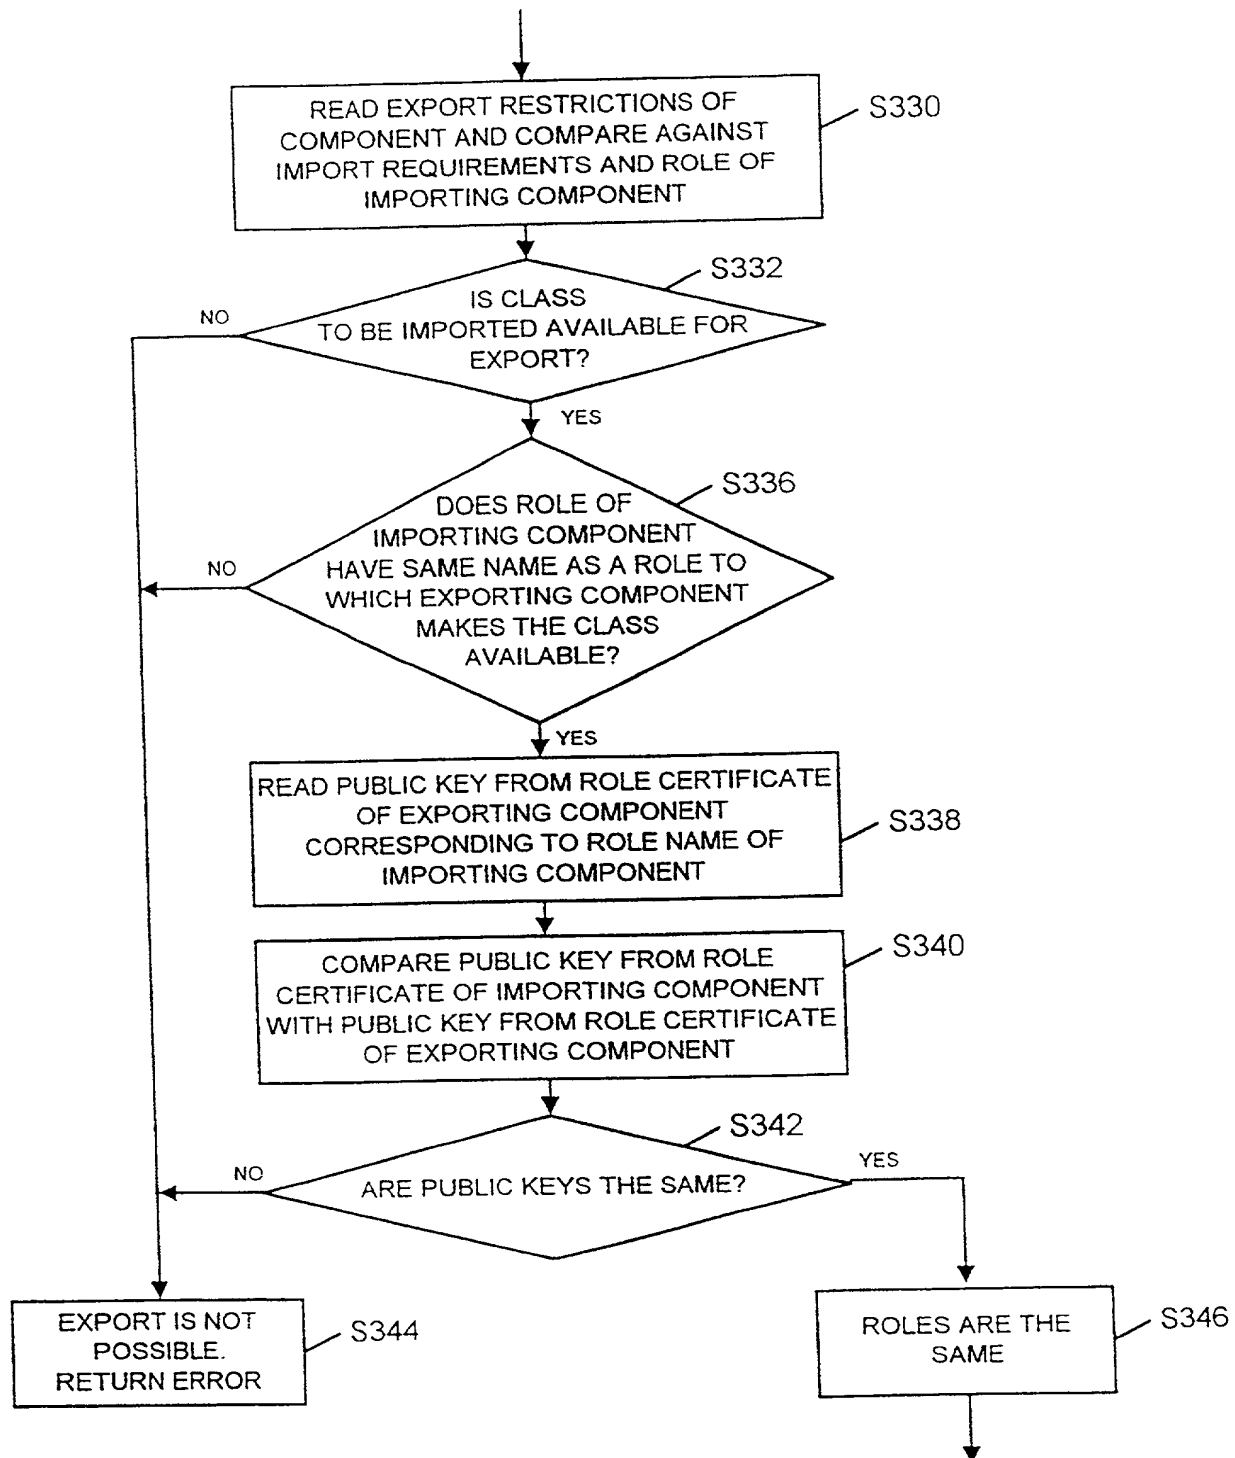 READ EXPORT RESTRICTIONS OF
COMPONENT AND COMPARE AGAINST
IMPORT REQUIREMENTS AND ROLE OF
IMPORTING COMPONENT
S330
S332
IS CLASS
TO BE IMPORTED AVAILABLE FOR
EXPORT?
NO
YES
S336
DOES ROLE OF
IMPORTING COMPONENT
HAVE SAME NAME AS A ROLE TO
WHICH EXPORTING COMPONENT
MAKES THE CLASS
AVAILABLE?
NO
YES
READ PUBLIC KEY FROM ROLE CERTIFICATE
OF EXPORTING COMPONENT
CORRESPONDING TO ROLE NAME OF
IMPORTING COMPONENT
S338
COMPARE PUBLIC KEY FROM ROLE
CERTIFICATE OF IMPORTING COMPONENT
WITH PUBLIC KEY FROM ROLE CERTIFICATE
OF EXPORTING COMPONENT
S340
S342
ARE PUBLIC KEYS THE SAME?
NO
YES
EXPORT IS NOT
POSSIBLE.
RETURN ERROR
S344
ROLES ARE THE
SAME
S346